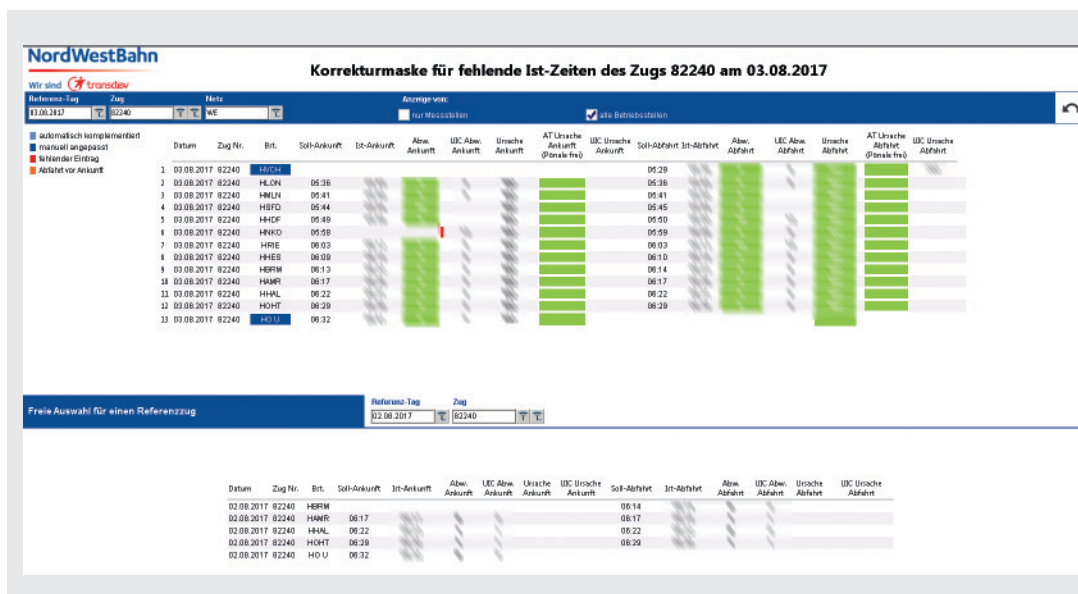 NordWestBahn
Wir sind transdev
Korrekturmaske für fehlende Ist-Zeiten des Zugs 82240 am 03.08.2017
Referenz-Tag Zug Netz Anzeige von:
03.08.2017 82240 WE nur Messstellen alle Betriebsstellen
automatisch komplementiert
manuell angepasst
fehlender Eintrag
Abfahrt vor Ankunft
Datum Zug Nr. Bst. Soll-Ankunft Ist-Ankunft Abw. Ankunft UIC Abw. Ankunft Ursache Ankunft AT Ursache Ankunft (Pönale frei) UIC Ursache Ankunft Soll-Abfahrt Ist-Abfahrt Abw. Abfahrt UIC Abw. Abfahrt Ursache Abfahrt AT Ursache Abfahrt (Pönale frei) UIC Ursache Abfahrt
1 03.08.2017 82240 HVCH 05:29
2 03.08.2017 82240 HLON 05:36 05:36
3 03.08.2017 82240 HMLN 05:41 05:41
4 03.08.2017 82240 HSFD 05:44 05:45
5 03.08.2017 82240 HHDF 05:49 05:50
6 03.08.2017 82240 HNKO 05:58 05:59
7 03.08.2017 82240 HRIE 06:03 06:03
8 03.08.2017 82240 HHES 06:09 06:10
9 03.08.2017 82240 HBRM 06:13 06:14
10 03.08.2017 82240 HAMR 06:17 06:17
11 03.08.2017 82240 HHAL 06:22 06:22
12 03.08.2017 82240 HOHT 06:29 06:29
13 03.08.2017 82240 HO U 06:32
Freie Auswahl für einen Referenzzug
Referenz-Tag Zug
02.08.2017 82240
Datum Zug Nr. Bst. Soll-Ankunft Ist-Ankunft Abw. Ankunft UIC Abw. Ankunft Ursache Ankunft UIC Ursache Ankunft Soll-Abfahrt Ist-Abfahrt Abw. Abfahrt UIC Abw. Abfahrt Ursache Abfahrt UIC Ursache Abfahrt
02.08.2017 82240 HBRM 06:14
02.08.2017 82240 HAMR 06:17 06:17
02.08.2017 82240 HHAL 06:22 06:22
02.08.2017 82240 HOHT 06:29 06:29
02.08.2017 82240 HO U 06:32